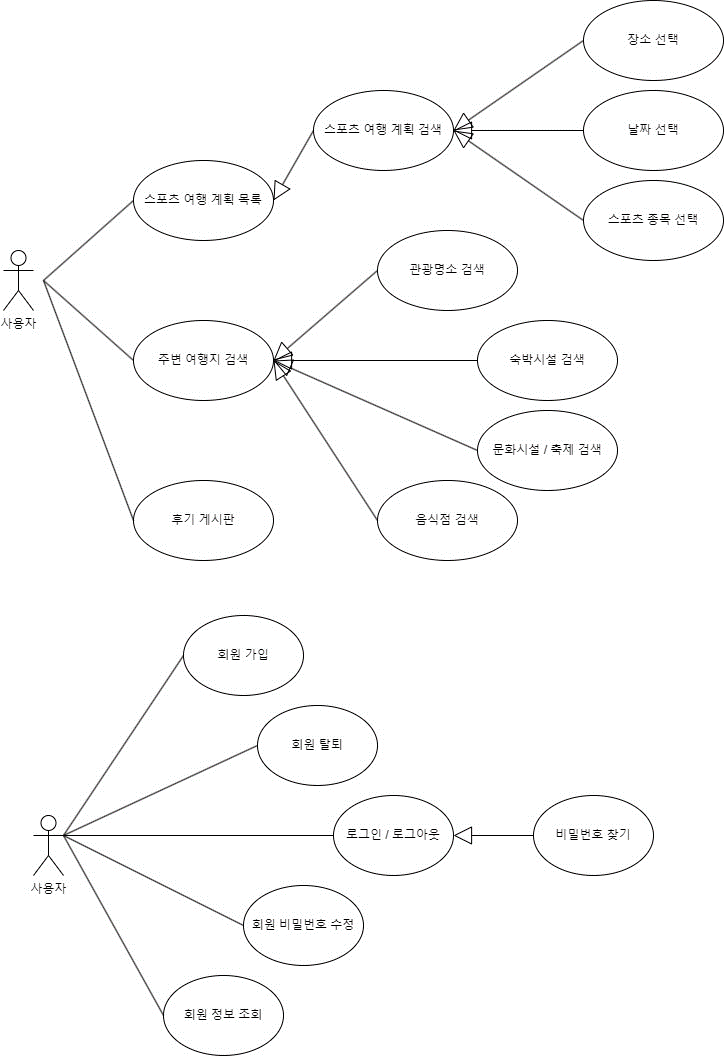 장소 선택
스포츠 여행 계획 검색
날짜 선택
스포츠 여행 계획 목록
스포츠 종목 선택
관광명소 검색
사용자
주변 여행지 검색
숙박시설 검색
문화시설 / 축제 검색
후기 게시판
음식점 검색
회원 가입
회원 탈퇴
로그인 / 로그아웃
비밀번호 찾기
사용자
회원 비밀번호 수정
회원 정보 조회